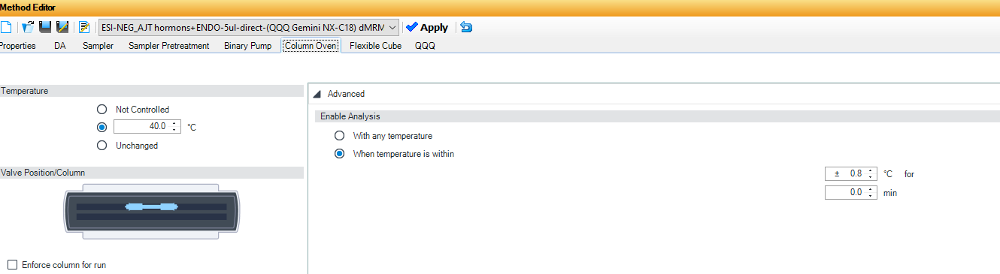 Method Editor
ESI-NEG_AJT hormons+ENDO-5ul-direct-(QQQ Gemini NX-C18) dMRM
Apply
Properties DA Sampler Sampler Pretreatment Binary Pump Column Oven Flexible Cube QQQ
Temperature
Not Controlled
40.0 °C
Unchanged
Valve Position/Column
Enforce column for run
Advanced
Enable Analysis
With any temperature
When temperature is within
± 0.8 °C for
0.0 min